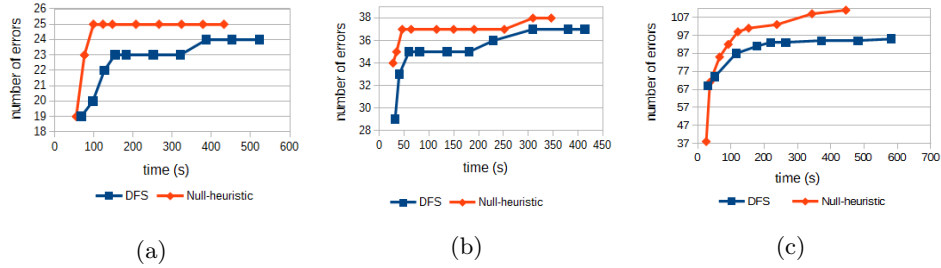 number of errors
26
25
24
23
22
21
20
19
18
0 100 200 300 400 500 600
time (s)
DFS Null-heuristic
(a)
number of errors
38
36
34
32
30
28
0 50 100 150 200 250 300 350 400 450
time (s)
DFS Null-heuristic
(b)
number of errors
107
97
87
77
67
57
47
37
0 100 200 300 400 500 600 700
time (s)
DFS Null-heuristic
(c)